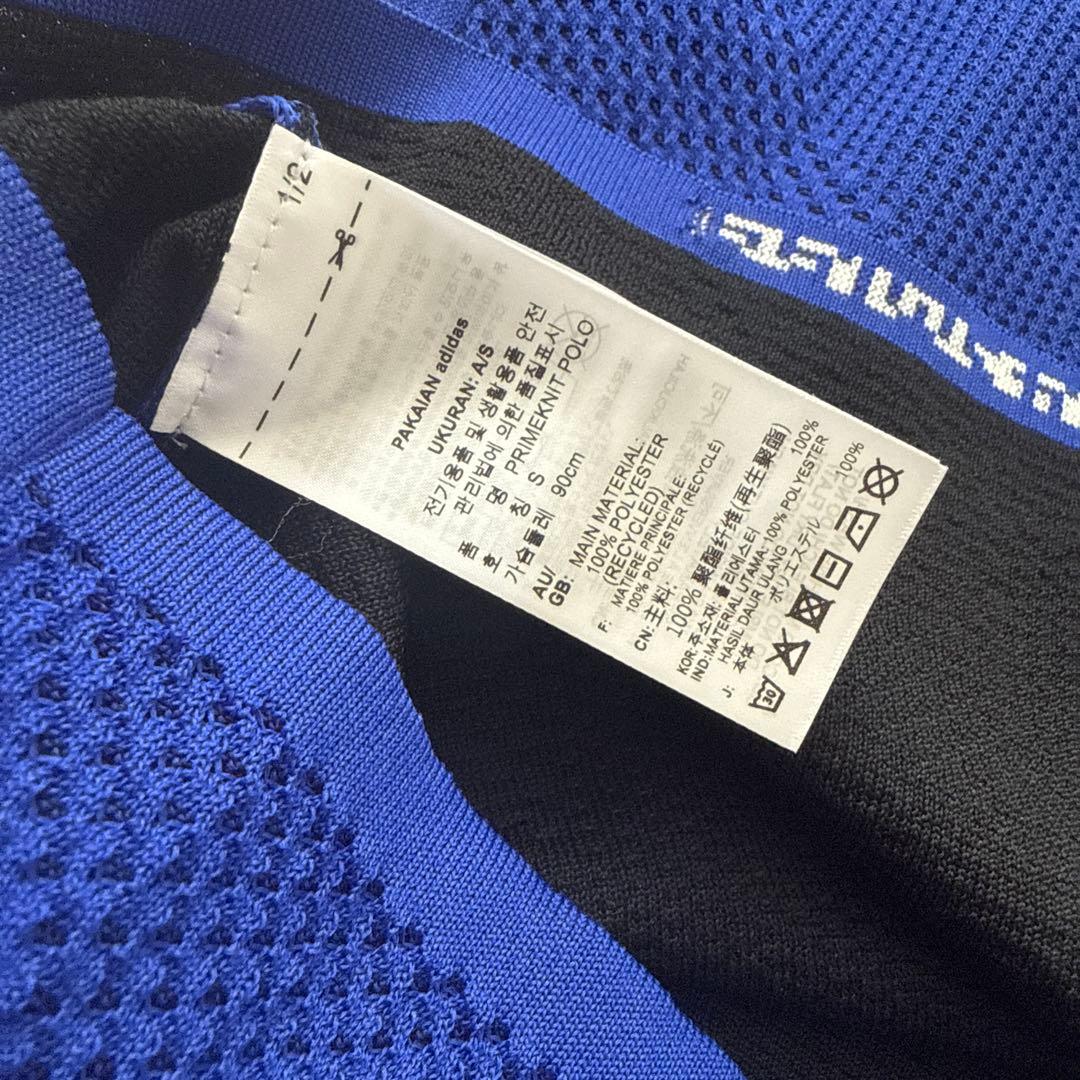 1/2
PAKAIAN adidas
UKURAN: A/S
전기용품 및 생활용품 안전
관리법에 의한 품질표시
품 명 PRIMEKNIT POLO
호 칭 S
가슴둘레 90cm
AU/
GB: MAIN MATERIAL:
100% POLYESTER
(RECYCLED)
F: MATIERE PRINCIPALE:
100% POLYESTER (RECYCLÉ)
CN: 主料:
100% 聚酯纤维(再生聚酯)
KOR: 주소재: 폴리에스터 100%
IND:MATERIAL UTAMA: 100% POLYESTER
HASIL DAUR ULANG
J: 本体 ポリエステル 100%
30